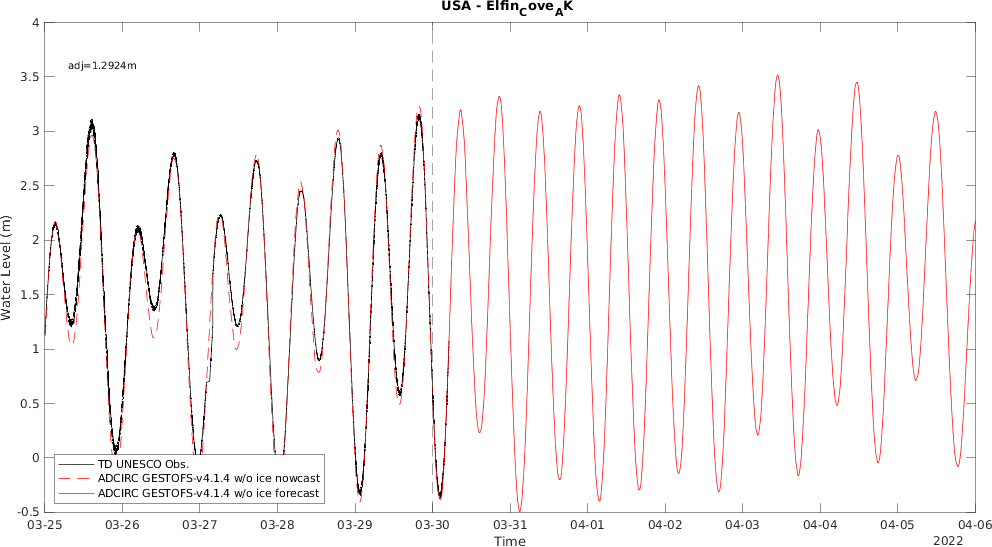 USA - ElfinCoveAK
adj=1.2924m
Water Level (m)
4
3.5
3
2.5
2
1.5
1
0.5
0
-0.5
TD UNESCO Obs.
ADCIRC GESTOFS-v4.1.4 w/o ice nowcast
ADCIRC GESTOFS-v4.1.4 w/o ice forecast
03-25 03-26 03-27 03-28 03-29 03-30 03-31 04-01 04-02 04-03 04-04 04-05 04-06
Time
2022